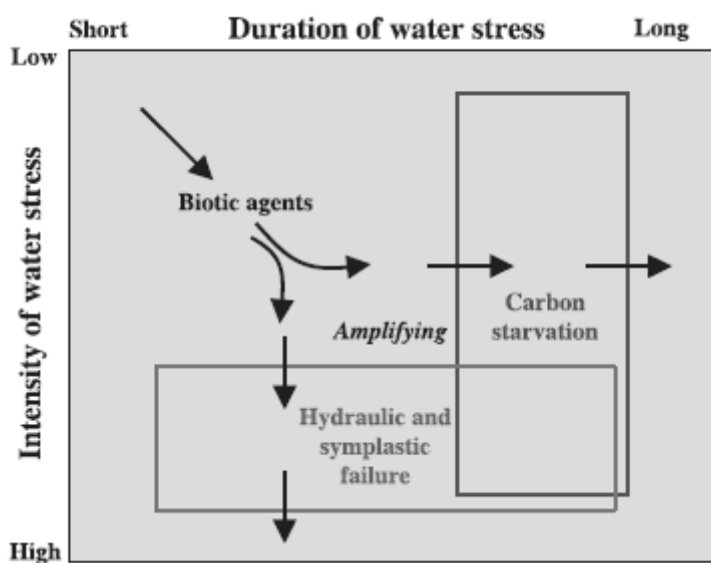 Short Duration of water stress Long
Low
Intensity of water stress
Biotic agents
Carbon
starvation
Amplifying
Hydraulic and
symplastic
failure
High